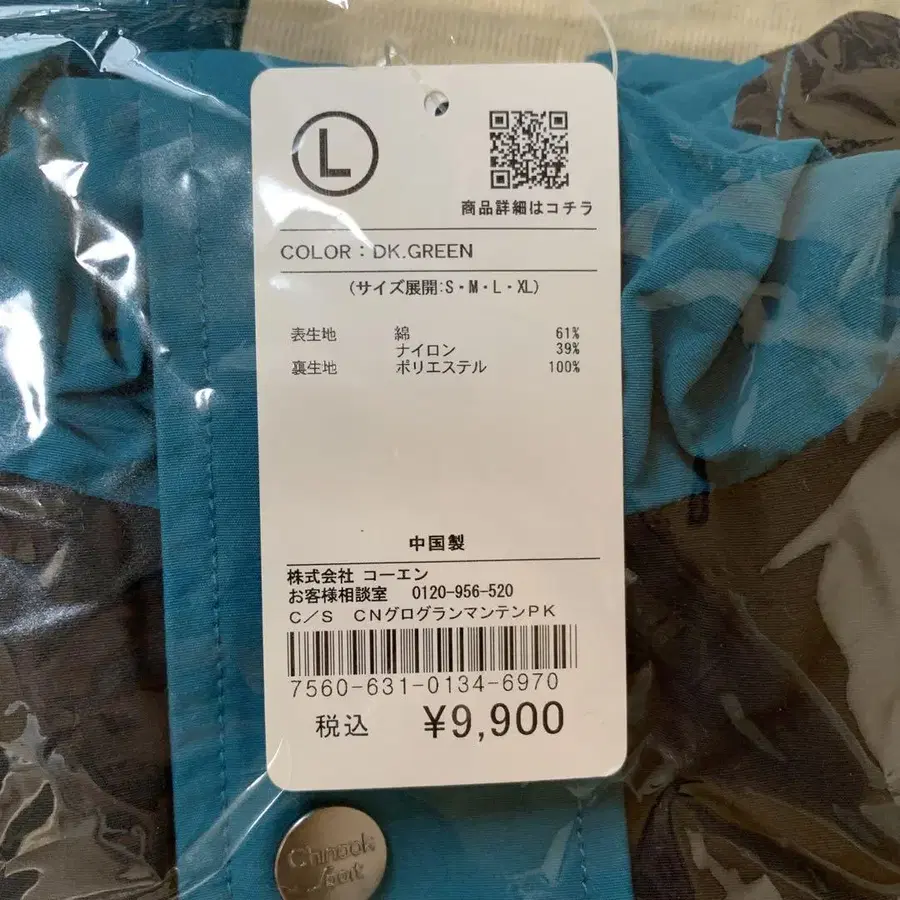 L
商品詳細はコチラ
COLOR：DK.GREEN
(サイズ展開:S・M・L・XL)
表生地 綿 61%
ナイロン 39%
裏生地 ポリエステル 100%
中国製
株式会社 コーエン
お客様相談室 0120-956-520
C／S CNグログランマンテンPK
7560-631-0134-6970
税込 ¥9,900
Chinook